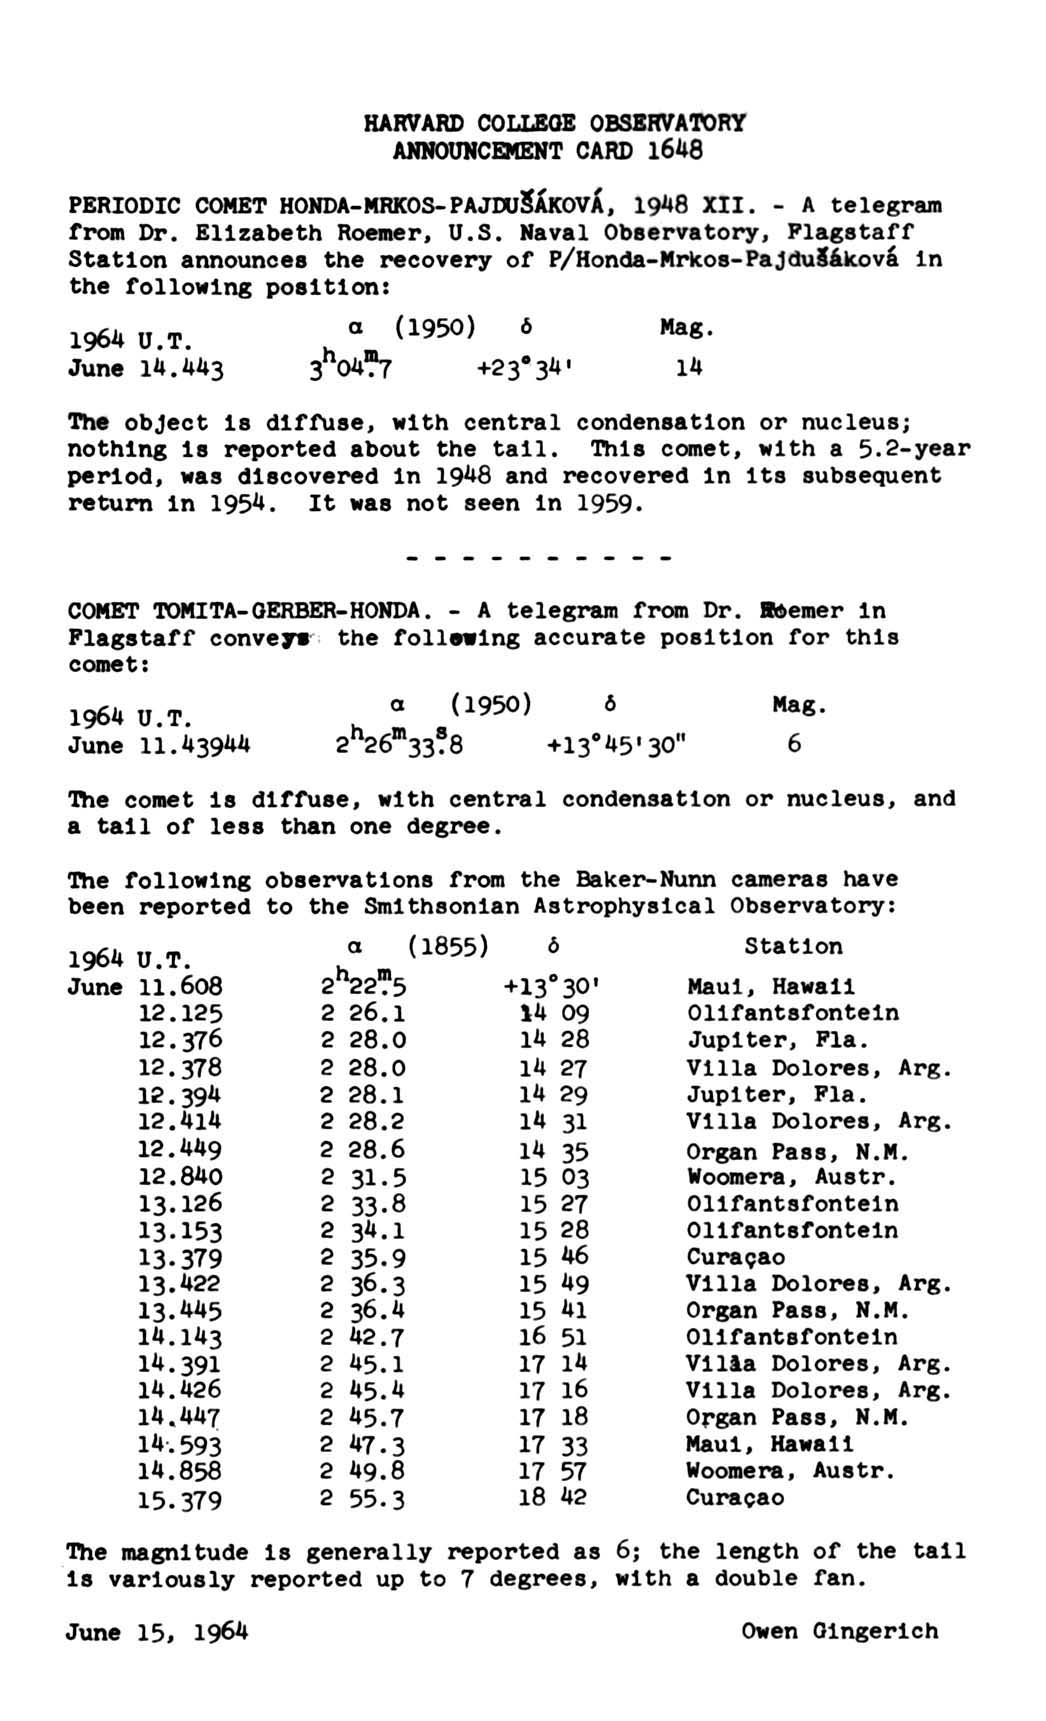 HARVARD COLLEGE OBSERVATORY
ANNOUNCEMENT CARD 1648
PERIODIC COMET HONDA-MRKOS-PAJDUŠÁKOVÁ, 1948 XII. - A telegram
from Dr. Elizabeth Roemer, U.S. Naval Observatory, Flagstaff
Station announces the recovery of P/Honda-Mrkos-Pajdušáková in
the following position:
1964 U.T. α (1950) δ Mag.
June 14.443 3ʰ04ᵐ.7 +23°34' 14
The object is diffuse, with central condensation or nucleus;
nothing is reported about the tail. This comet, with a 5.2-year
period, was discovered in 1948 and recovered in its subsequent
return in 1954. It was not seen in 1959.
- - - - - - - - - -
COMET TOMITA-GERBER-HONDA. - A telegram from Dr. Roemer in
Flagstaff conveys the following accurate position for this
comet:
1964 U.T. α (1950) δ Mag.
June 11.43944 2ʰ26ᵐ33ˢ.8 +13°45'30" 6
The comet is diffuse, with central condensation or nucleus, and
a tail of less than one degree.
The following observations from the Baker-Nunn cameras have
been reported to the Smithsonian Astrophysical Observatory:
1964 U.T. α (1855) δ Station
June 11.608 2ʰ22ᵐ.5 +13°30' Maui, Hawaii
12.125 2 26.1 14 09 Olifantsfontein
12.376 2 28.0 14 28 Jupiter, Fla.
12.378 2 28.0 14 27 Villa Dolores, Arg.
12.394 2 28.1 14 29 Jupiter, Fla.
12.414 2 28.2 14 31 Villa Dolores, Arg.
12.449 2 28.6 14 35 Organ Pass, N.M.
12.840 2 31.5 15 03 Woomera, Austr.
13.126 2 33.8 15 27 Olifantsfontein
13.153 2 34.1 15 28 Olifantsfontein
13.379 2 35.9 15 46 Curaçao
13.422 2 36.3 15 49 Villa Dolores, Arg.
13.445 2 36.4 15 41 Organ Pass, N.M.
14.143 2 42.7 16 51 Olifantsfontein
14.391 2 45.1 17 14 Villa Dolores, Arg.
14.426 2 45.4 17 16 Villa Dolores, Arg.
14.447 2 45.7 17 18 Organ Pass, N.M.
14.593 2 47.3 17 33 Maui, Hawaii
14.858 2 49.8 17 57 Woomera, Austr.
15.379 2 55.3 18 42 Curaçao
The magnitude is generally reported as 6; the length of the tail
is variously reported up to 7 degrees, with a double fan.
June 15, 1964 Owen Gingerich